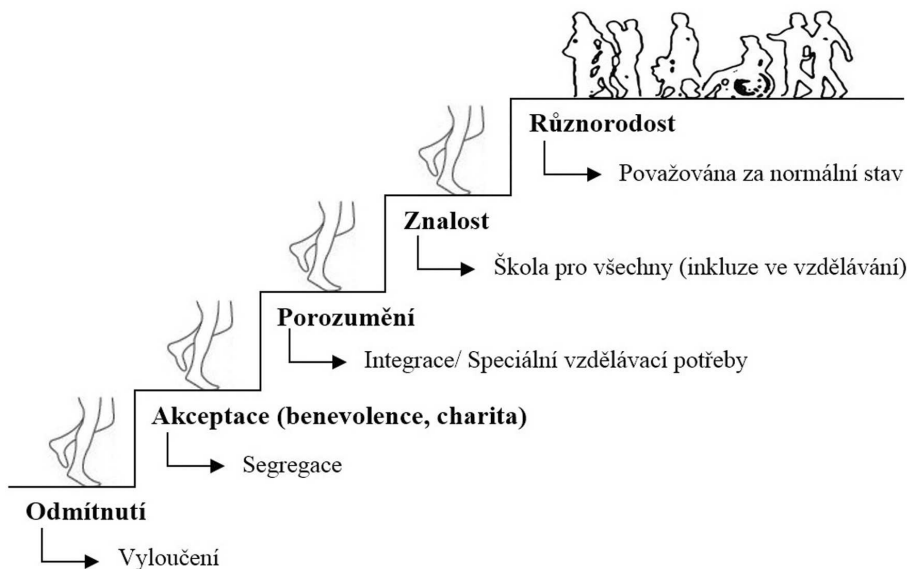 Různorodost
Považována za normální stav
Znalost
Škola pro všechny (inkluze ve vzdělávání)
Porozumění
Integrace/ Speciální vzdělávací potřeby
Akceptace (benevolence, charita)
Segregace
Odmítnutí
Vyloučení